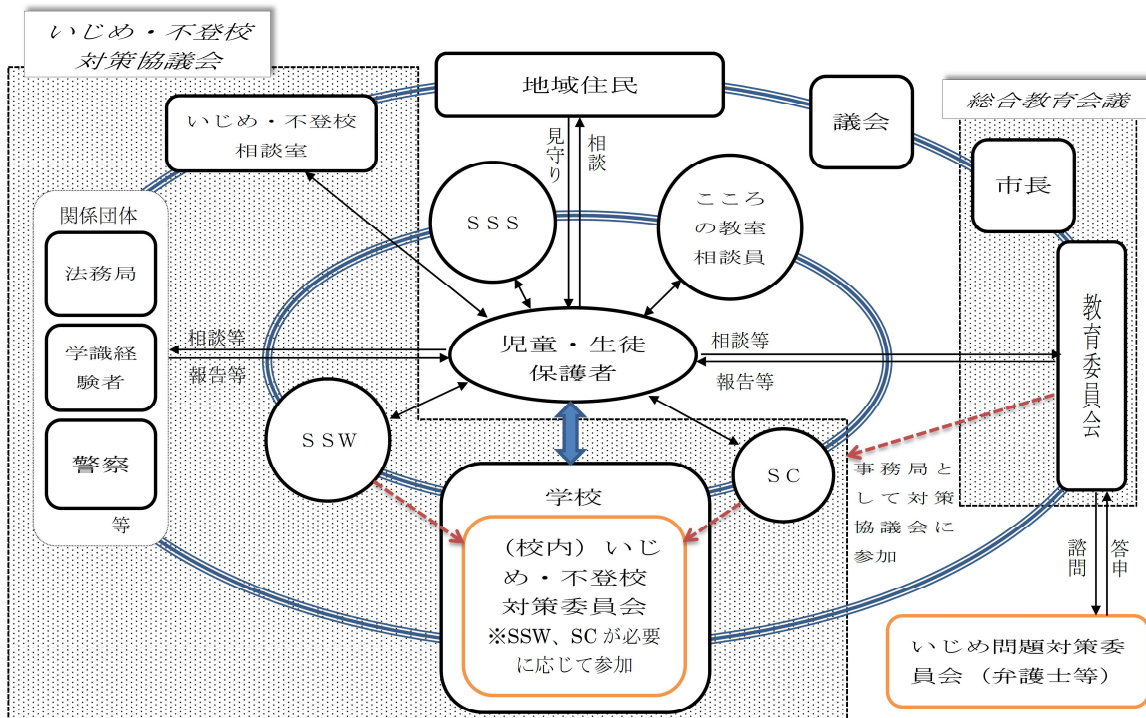 いじめ・不登校
対策協議会
地域住民
議会
総合教育会議
市長
いじめ・不登校
相談室
見守り
相談
SSS
こころ
の教室
相談員
関係団体
法務局
学識経
験者
警察
等
相談等
報告等
児童・生徒
保護者
相談等
報告等
教育委員会
SSW
SC
事務局と
して対策
協議会に
参加
学校
(校内)いじ
め・不登校
対策委員会
※SSW、SCが必要
に応じて参加
諮問
答申
いじめ問題対策委
員会(弁護士等)